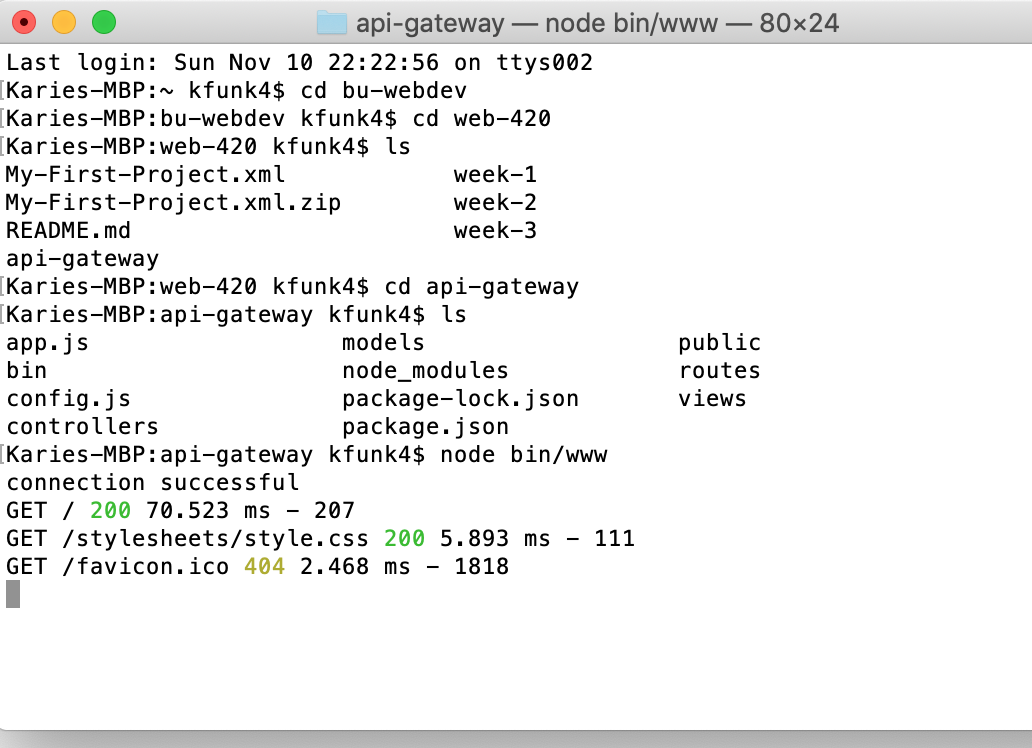 api-gateway — node bin/www — 80×24
Last login: Sun Nov 10 22:22:56 on ttys002
[Karies-MBP:~ kfunk4$ cd bu-webdev
[Karies-MBP:bu-webdev kfunk4$ cd web-420
[Karies-MBP:web-420 kfunk4$ ls
My-First-Project.xml week-1
My-First-Project.xml.zip week-2
README.md week-3
api-gateway
[Karies-MBP:web-420 kfunk4$ cd api-gateway
[Karies-MBP:api-gateway kfunk4$ ls
app.js models public
bin node_modules routes
config.js package-lock.json views
controllers package.json
[Karies-MBP:api-gateway kfunk4$ node bin/www
connection successful
GET / 200 70.523 ms - 207
GET /stylesheets/style.css 200 5.893 ms - 111
GET /favicon.ico 404 2.468 ms - 1818